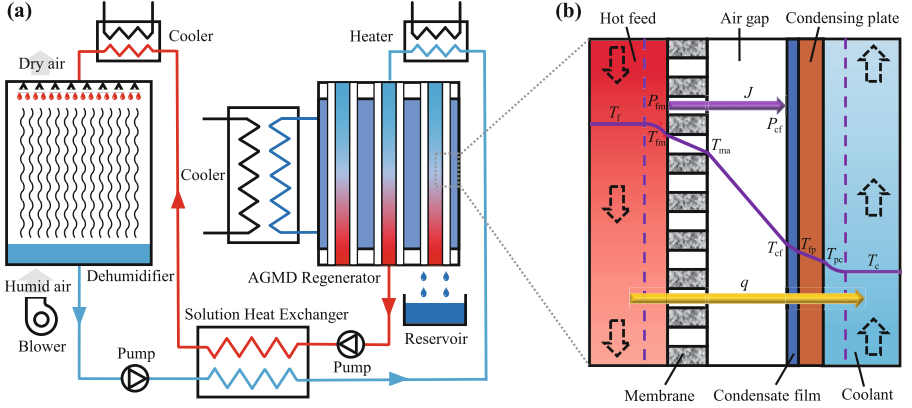 (a)
Cooler
Heater
Dry air
Cooler
Dehumidifier
AGMD Regenerator
Humid air
Blower
Solution Heat Exchanger
Reservoir
Pump
Pump
(b)
Hot feed
Air gap
Condensing plate
P_fm
J
P_cf
T_f
T_fm
T_ma
T_cf
T_fp
T_pc
T_c
q
Membrane
Condensate film
Coolant